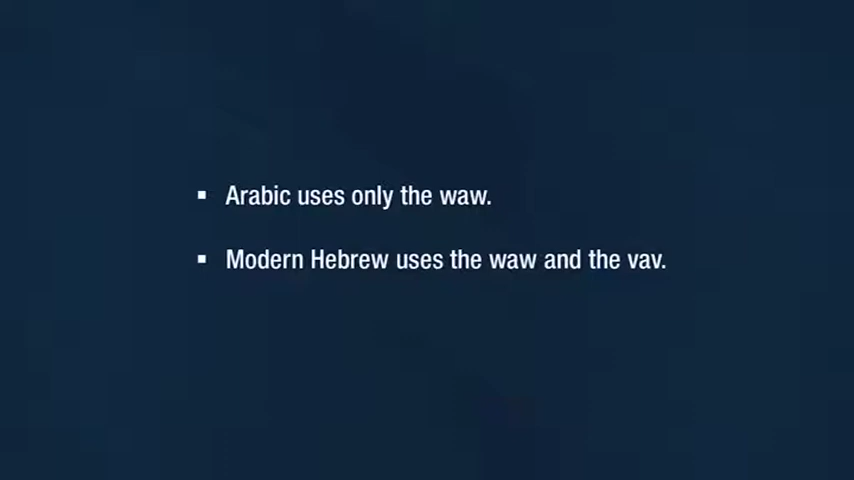 ▪ Arabic uses only the waw.
▪ Modern Hebrew uses the waw and the vav.